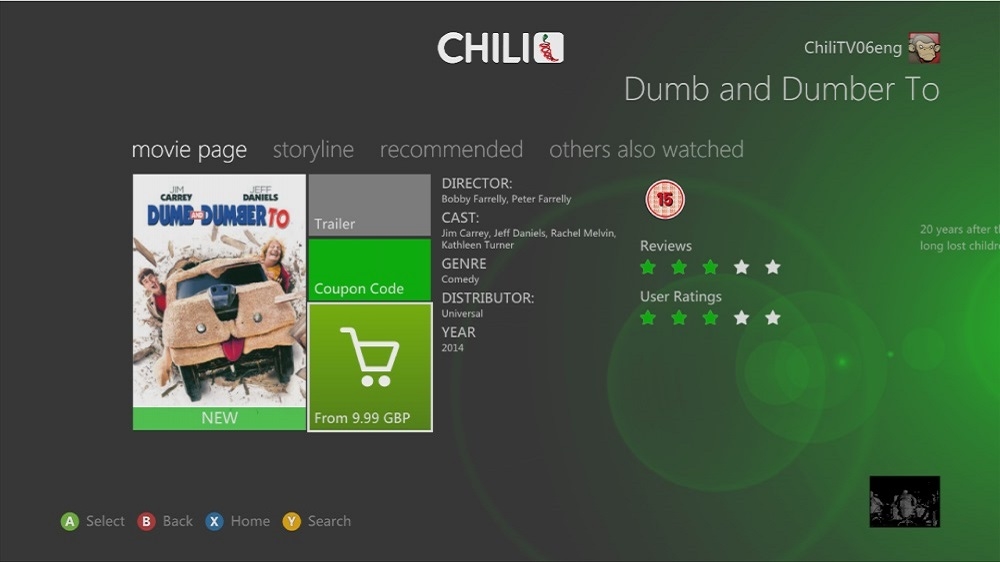 CHILI
ChiliTV06eng
Dumb and Dumber To
movie page storyline recommended others also watched
JIM CARREY JEFF DANIELS
DUMB AND DUMBER TO
NEW
Trailer
Coupon Code
From 9.99 GBP
DIRECTOR:
Bobby Farrelly, Peter Farrelly
CAST:
Jim Carrey, Jeff Daniels, Rachel Melvin,
Kathleen Turner
GENRE
Comedy
DISTRIBUTOR:
Universal
YEAR
2014
15
Reviews
User Ratings
20 years after th
long lost childre
A Select B Back X Home Y Search